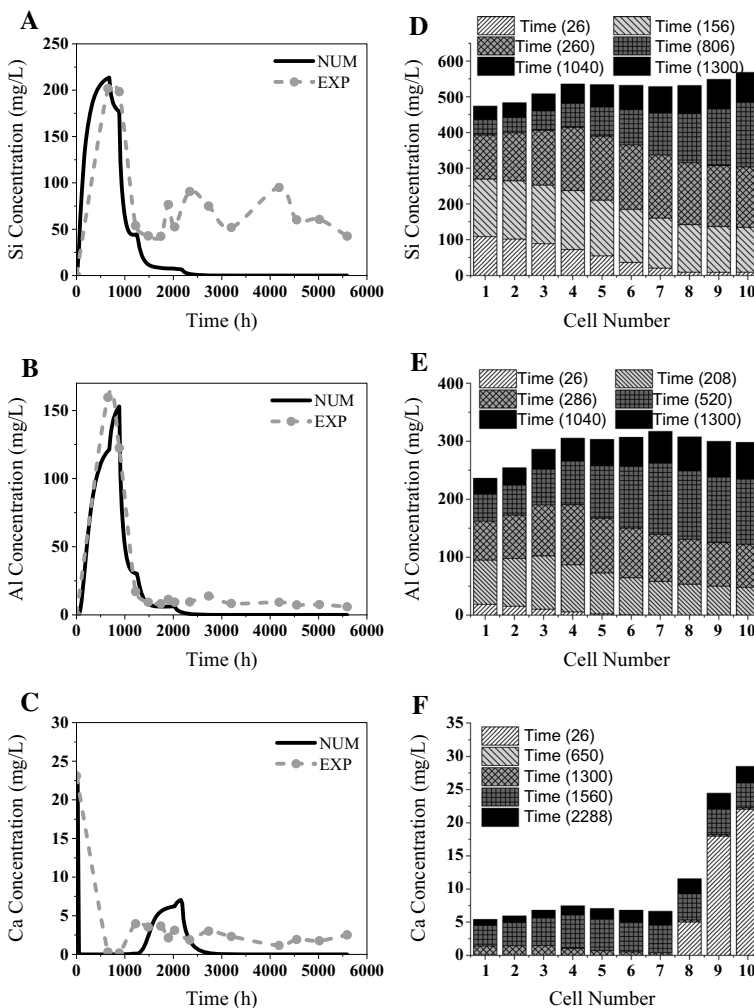 A
Si Concentration (mg/L)
250
200
150
100
50
0
NUM
EXP
0 1000 2000 3000 4000 5000 6000
Time (h)
D
Si Concentration (mg/L)
600
500
400
300
200
100
0
Time (26) Time (156)
Time (260) Time (806)
Time (1040) Time (1300)
1 2 3 4 5 6 7 8 9 10
Cell Number
B
Al Concentration (mg/L)
150
100
50
0
NUM
EXP
0 1000 2000 3000 4000 5000 6000
Time (h)
E
Al Concentration (mg/L)
400
300
200
100
0
Time (26) Time (208)
Time (286) Time (520)
Time (1040) Time (1300)
1 2 3 4 5 6 7 8 9 10
Cell Number
C
Ca Concentration (mg/L)
30
25
20
15
10
5
0
NUM
EXP
0 1000 2000 3000 4000 5000 6000
Time (h)
F
Ca Concentration (mg/L)
35
30
25
20
15
10
5
0
Time (26)
Time (650)
Time (1300)
Time (1560)
Time (2288)
1 2 3 4 5 6 7 8 9 10
Cell Number